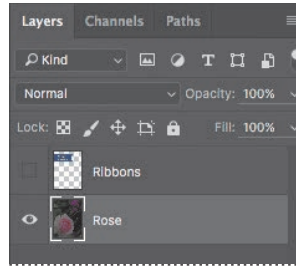 Layers Channels Paths
Kind
Normal Opacity: 100%
Lock: Fill: 100%
Ribbons
Rose